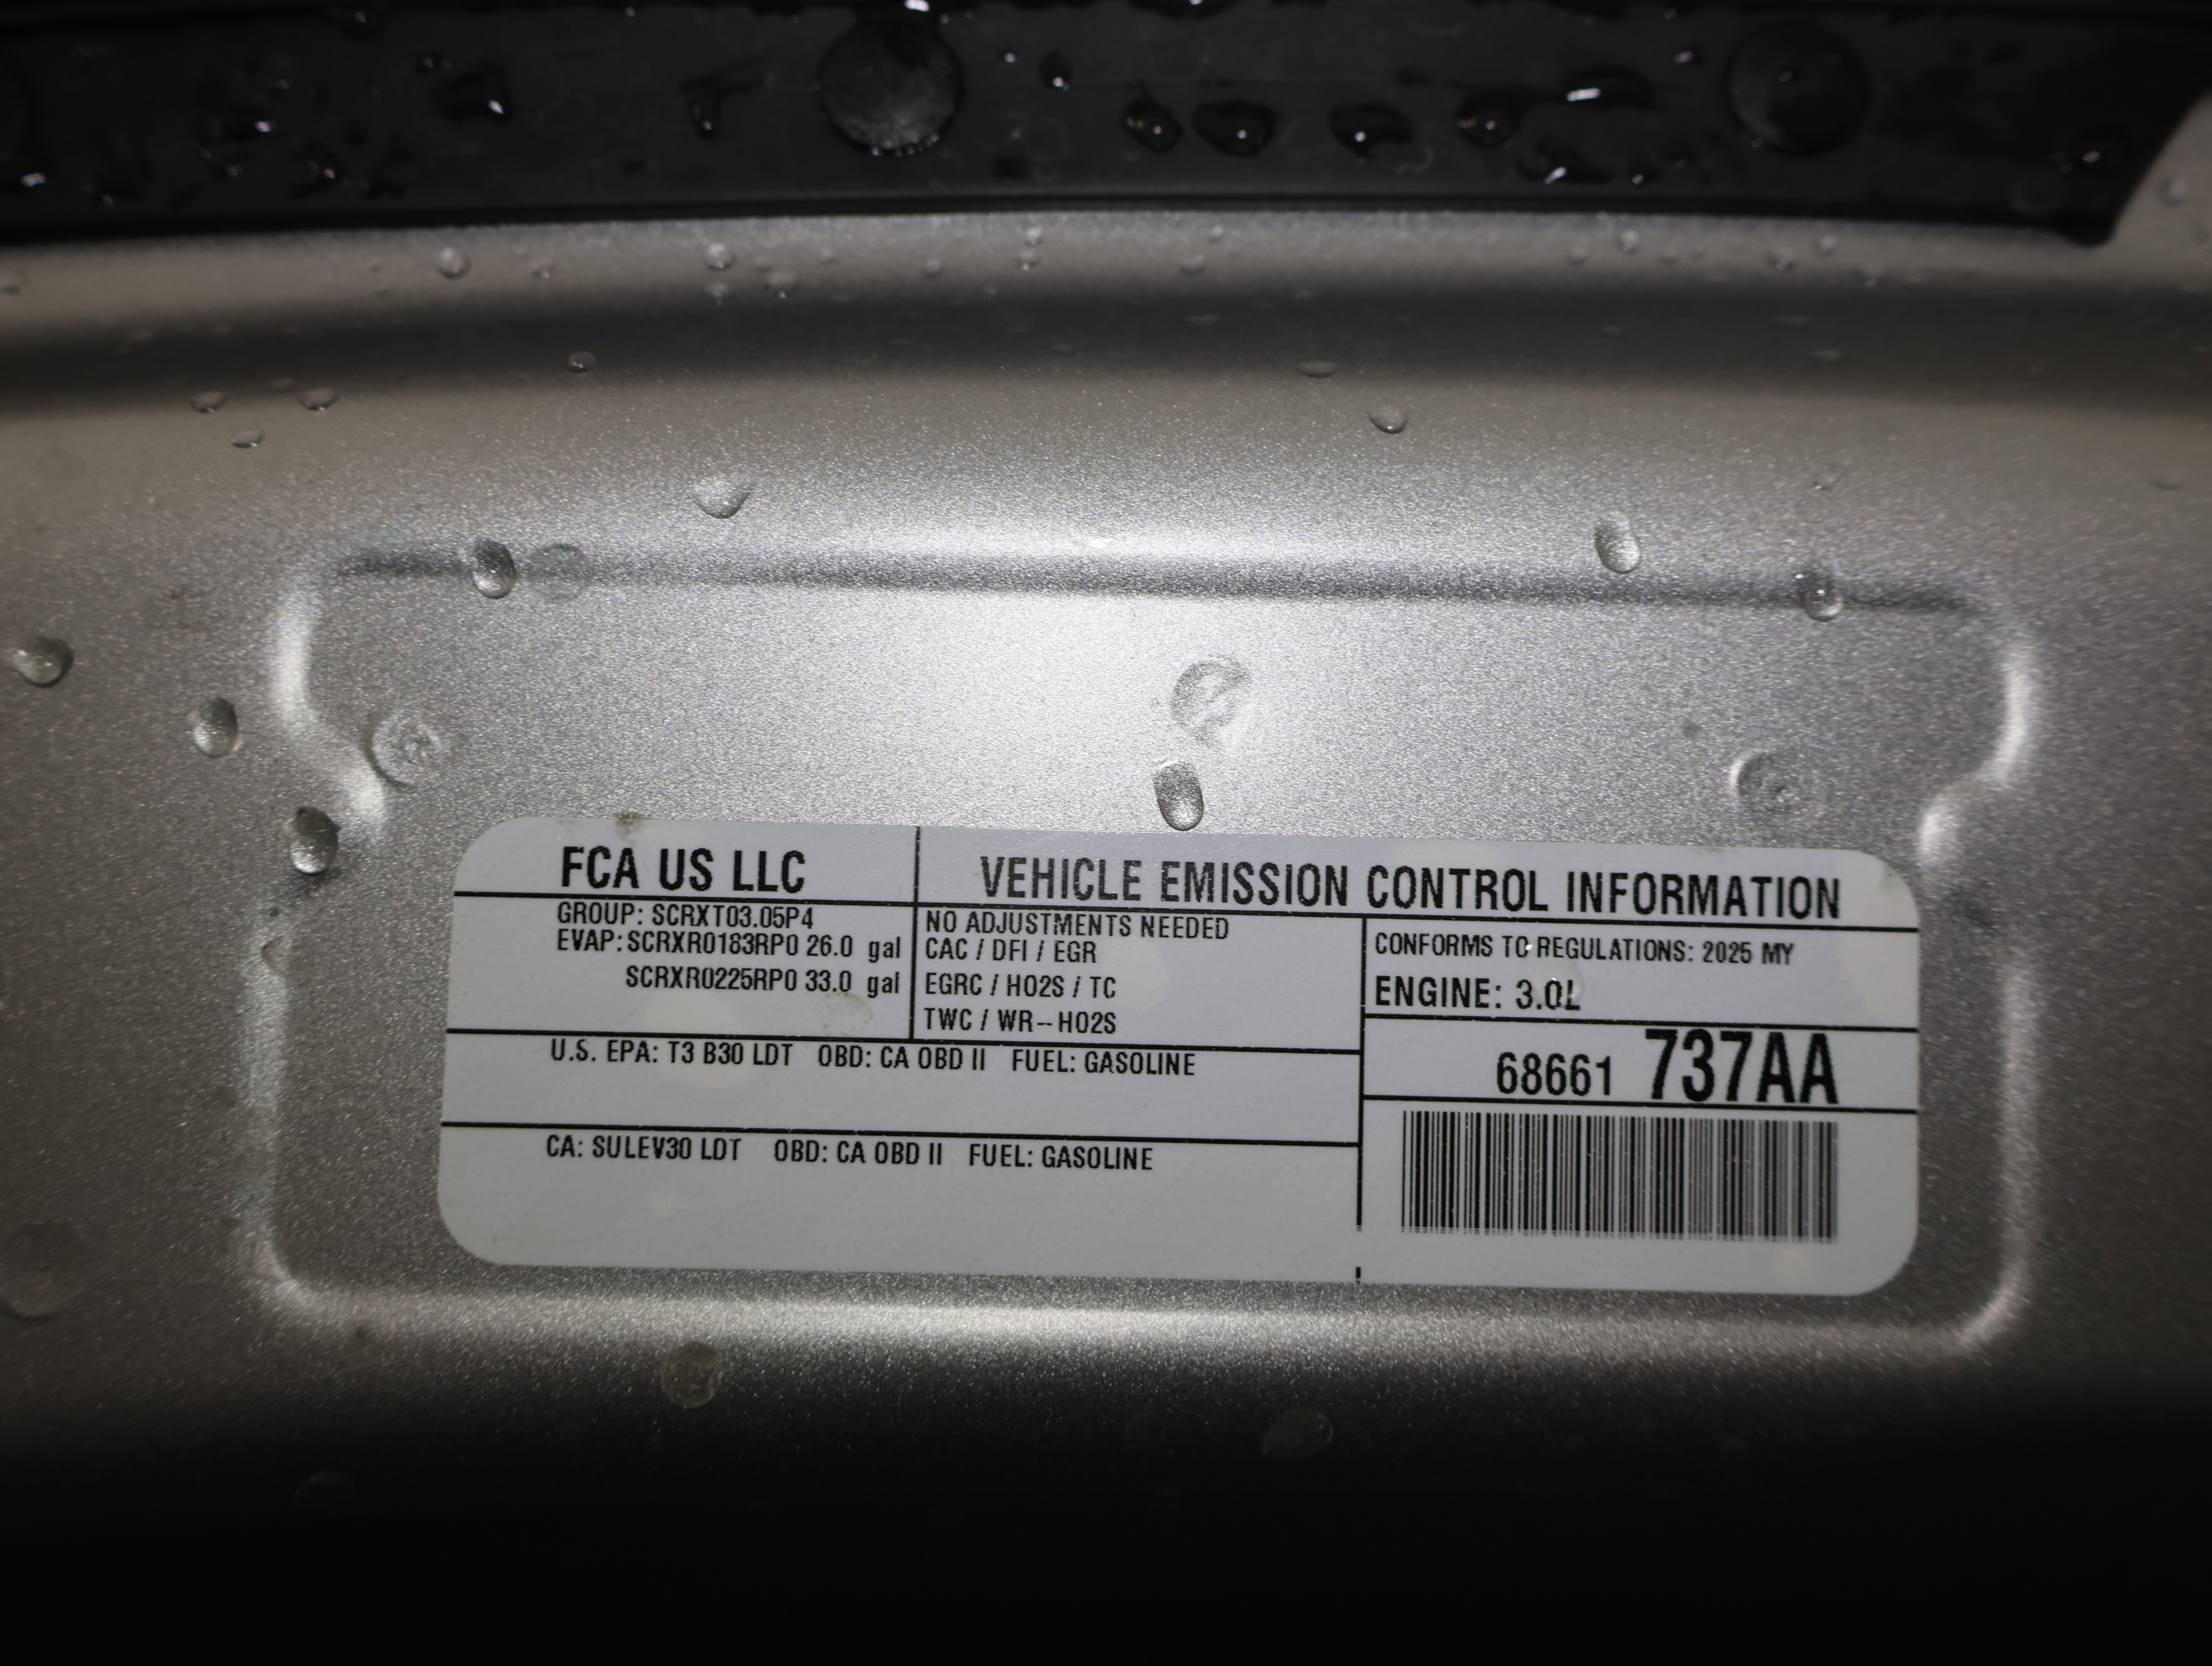 FCA US LLC
VEHICLE EMISSION CONTROL INFORMATION
GROUP: SCRXT03.05P4
EVAP: SCRXR0183RP0 26.0 gal
SCRXR0225RP0 33.0 gal
NO ADJUSTMENTS NEEDED
CAC / DFI / EGR
EGRC / HO2S / TC
TWC / WR--HO2S
CONFORMS TO REGULATIONS: 2025 MY
ENGINE: 3.0L
68661 737AA
U.S. EPA: T3 B30 LDT OBD: CA OBD II FUEL: GASOLINE
CA: SULEV30 LDT OBD: CA OBD II FUEL: GASOLINE